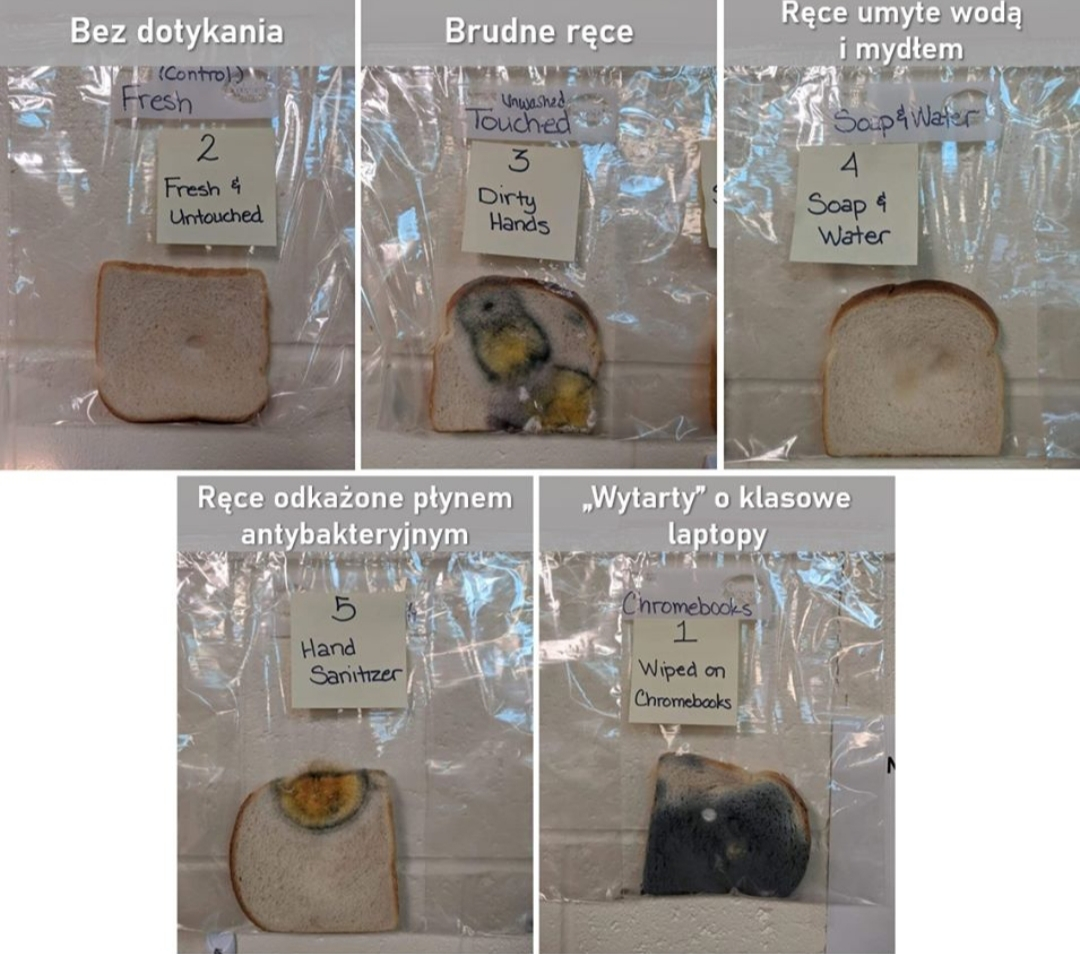 Bez dotykania
(Control)
Fresh
2
Fresh &
Untouched
Brudne ręce
Unwashed
Touched
3
Dirty
Hands
Ręce umyte wodą
i mydłem
Soap & Water
4
Soap &
Water
Ręce odkażone płynem
antybakteryjnym
5
Hand
Sanitizer
„Wytarty” o klasowe
laptopy
Chromebooks
1
Wiped on
Chromebooks